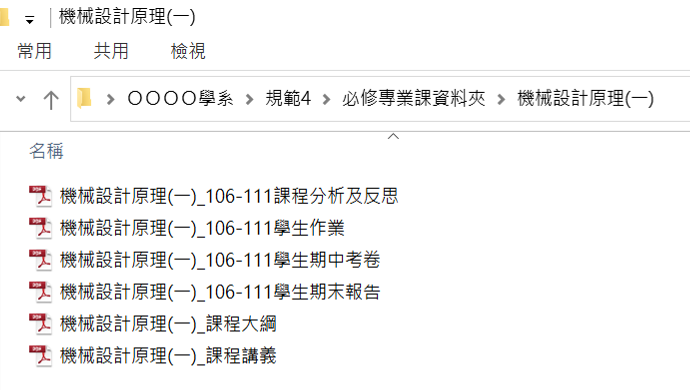 機械設計原理(一)
常用 共用 檢視
OOOO學系 規範4 必修專業課資料夾 機械設計原理(一)
名稱
機械設計原理(一)_106-111課程分析及反思
機械設計原理(一)_106-111學生作業
機械設計原理(一)_106-111學生期中考卷
機械設計原理(一)_106-111學生期末報告
機械設計原理(一)_課程大綱
機械設計原理(一)_課程講義